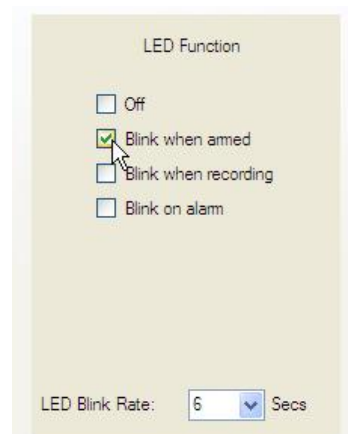 LED Function
Off
Blink when armed
Blink when recording
Blink on alarm
LED Blink Rate: 6 Secs